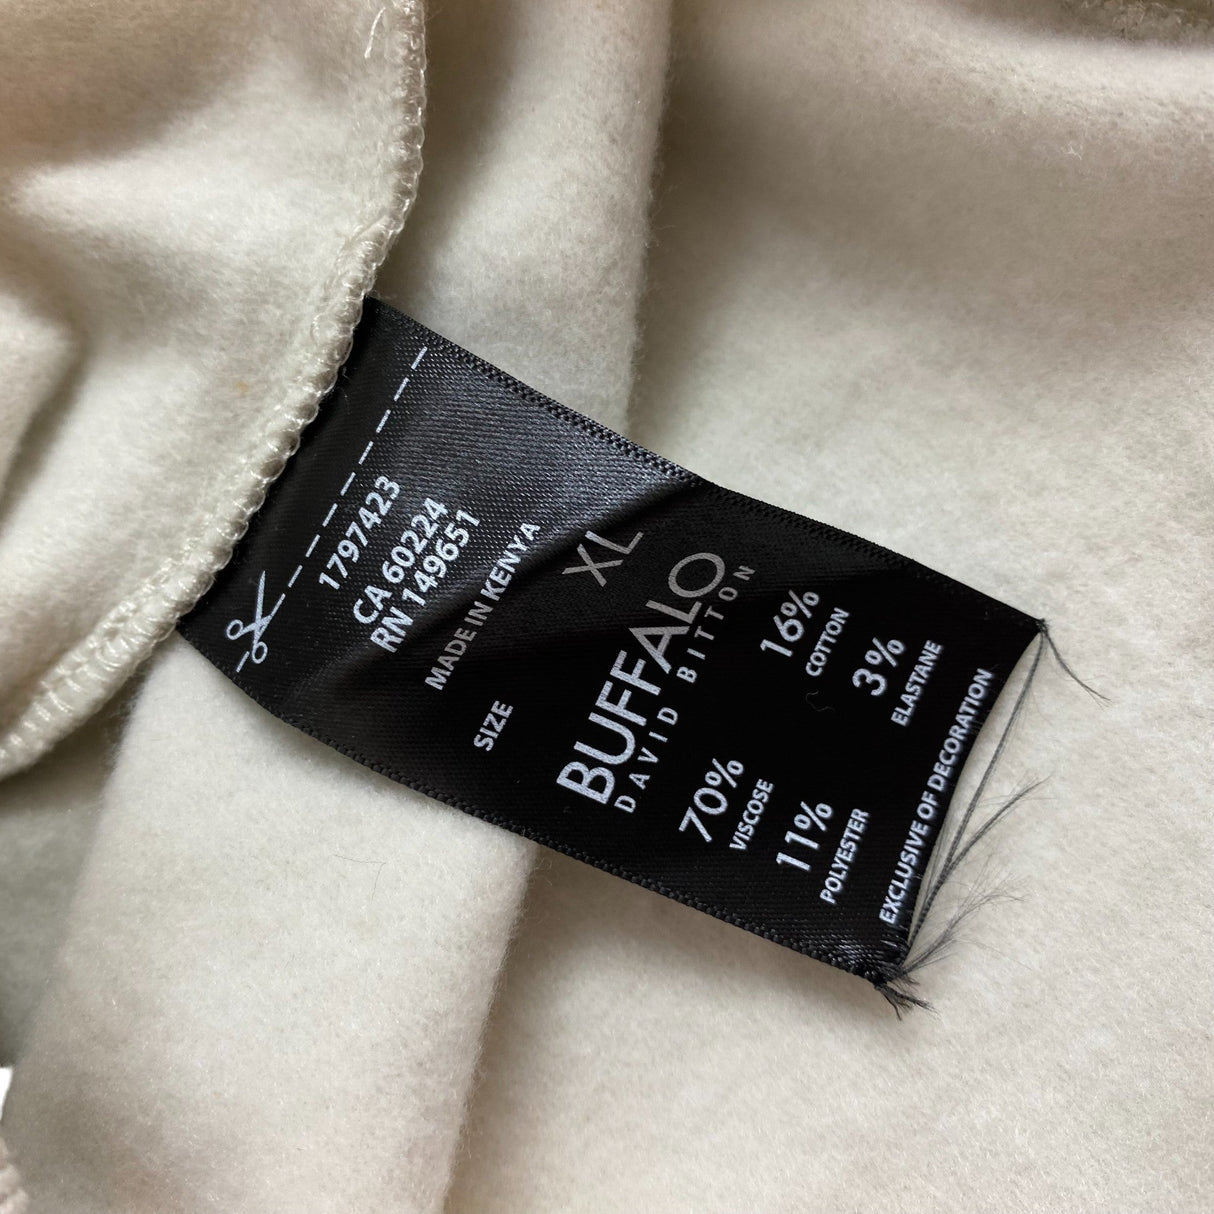 1797423
CA 60224
RN 149651
MADE IN KENYA
SIZE XL
BUFFALO
DAVID BITTON
70% 16%
VISCOSE COTTON
11% 3%
POLYESTER ELASTANE
EXCLUSIVE OF DECORATION